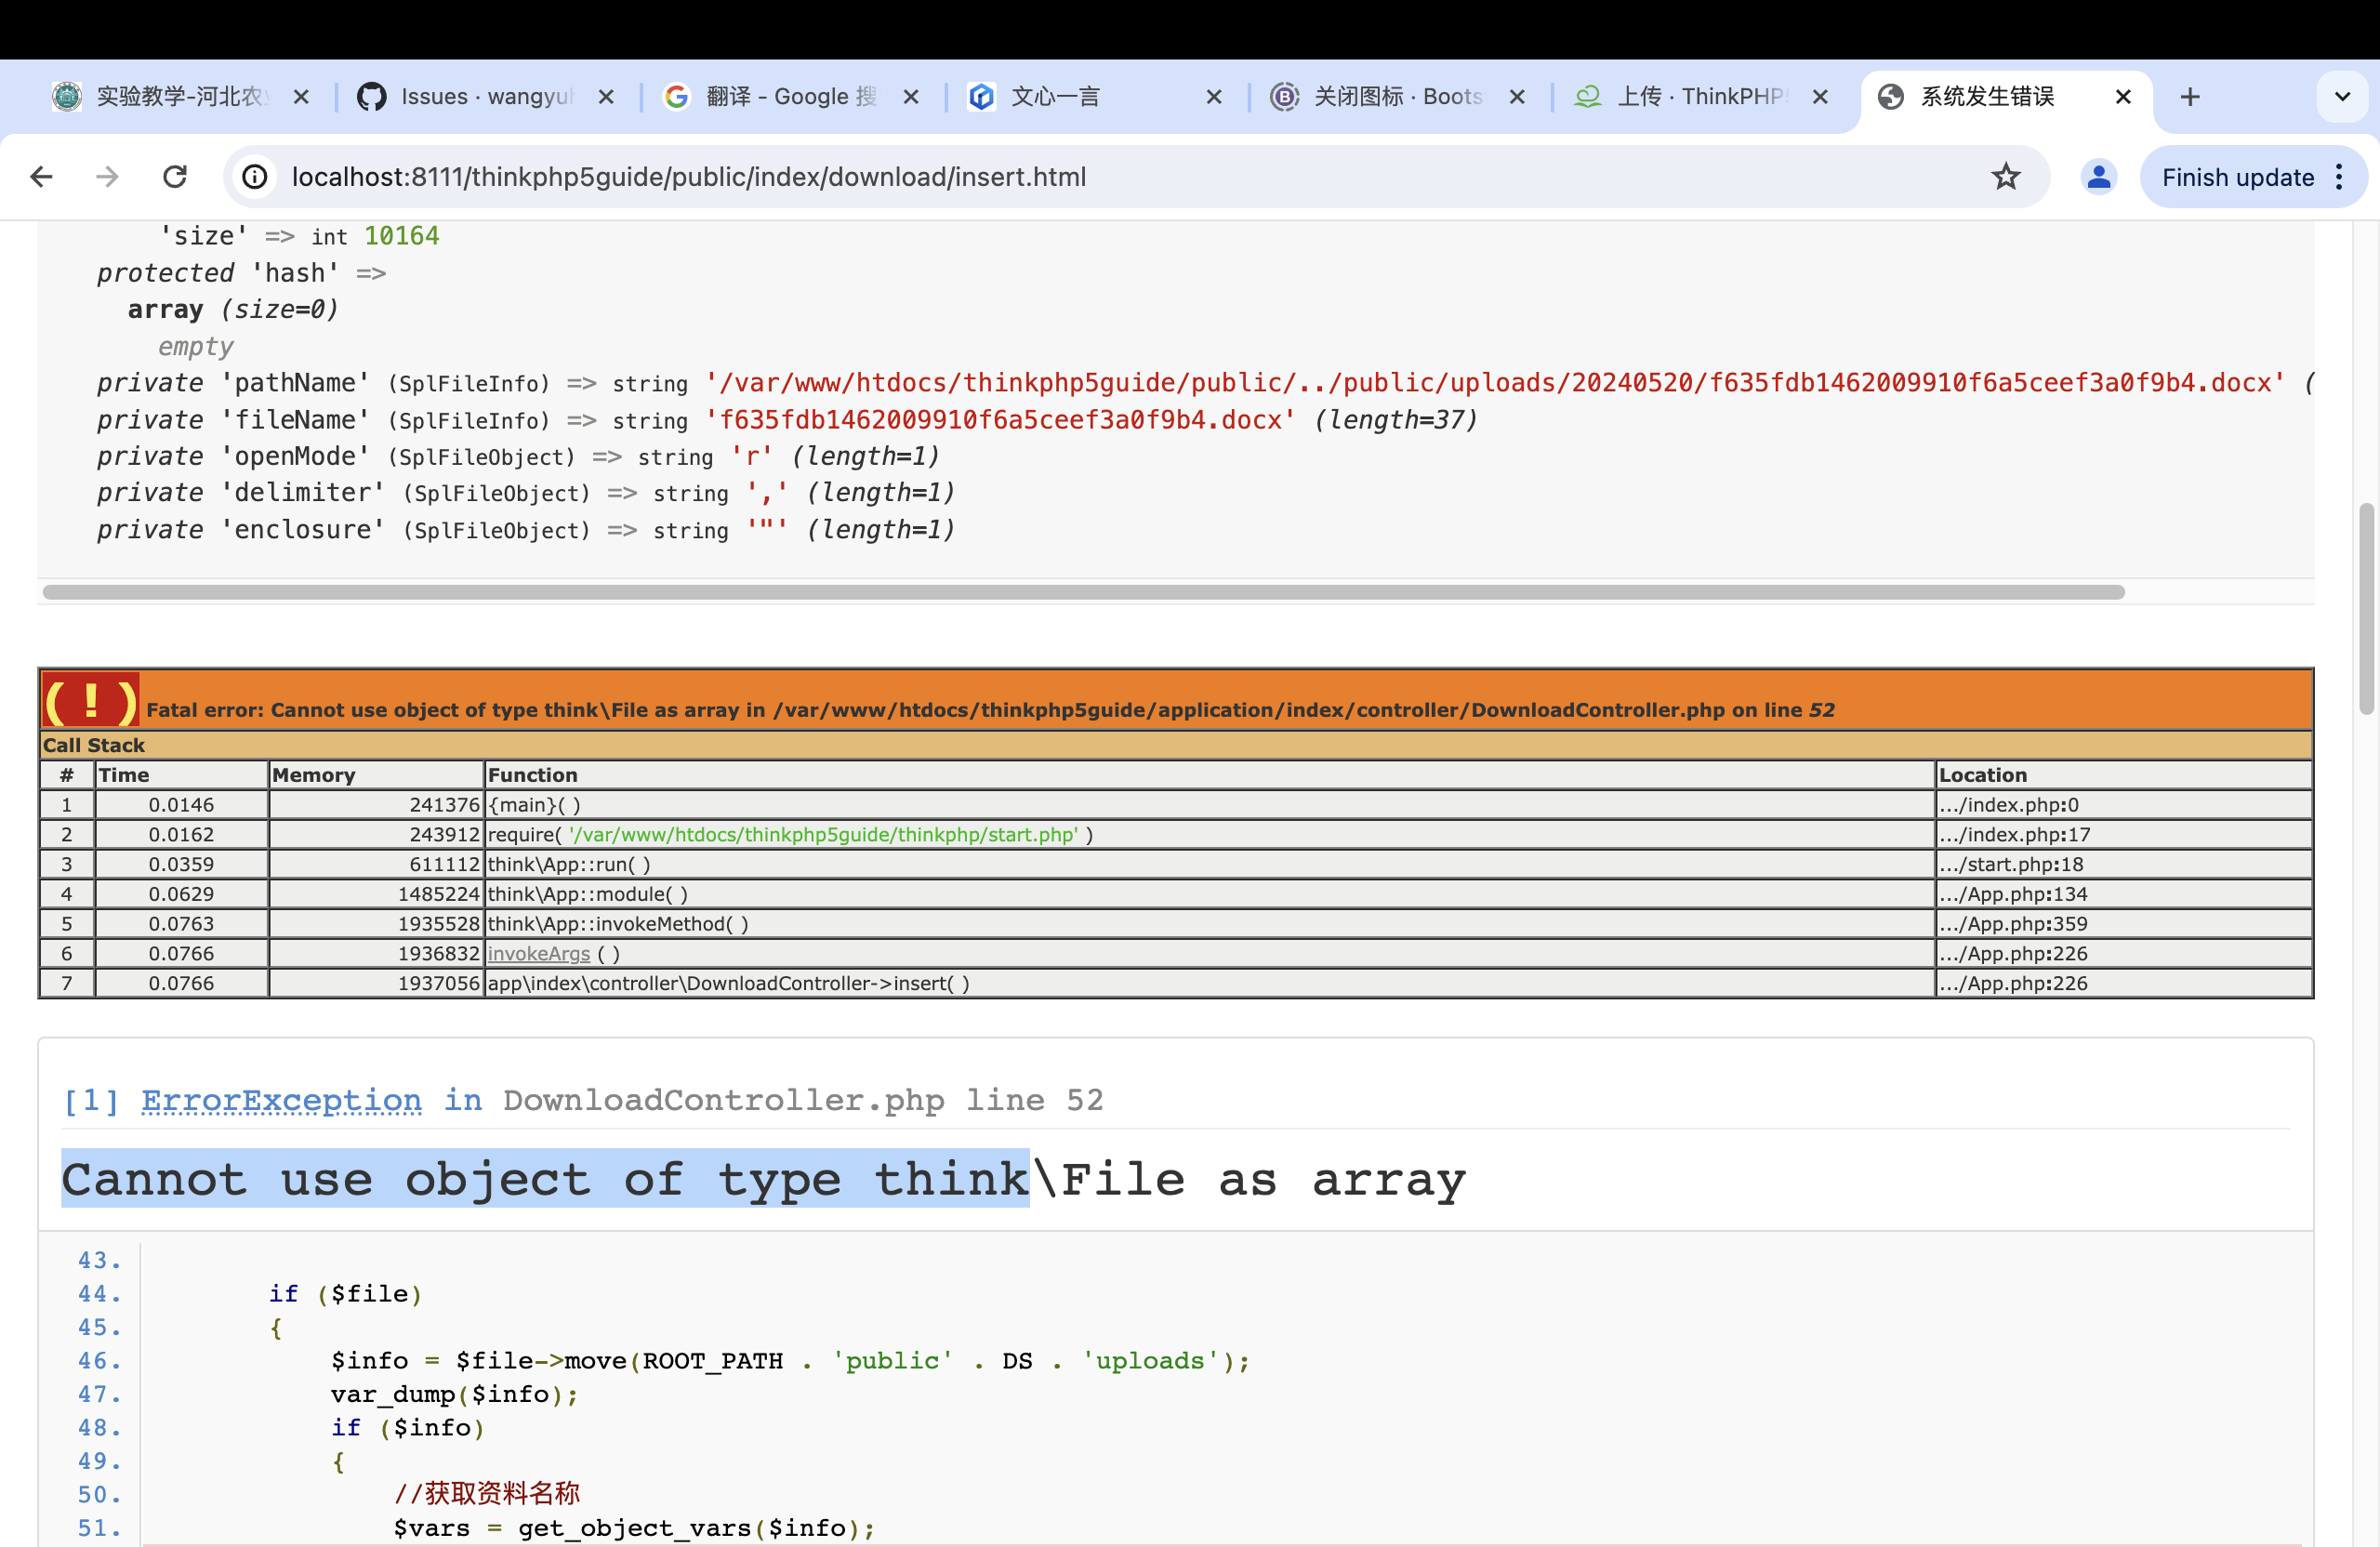 实验教学-河北农
Issues · wangyu
翻译 - Google 搜
文心一言
关闭图标 · Boots
上传 · ThinkPHP
系统发生错误
localhost:8111/thinkphp5guide/public/index/download/insert.html
Finish update
'size' => int 10164
protected 'hash' =>
array (size=0)
empty
private 'pathName' (SplFileInfo) => string '/var/www/htdocs/thinkphp5guide/public/../public/uploads/20240520/f635fdb1462009910f6a5ceef3a0f9b4.docx' (
private 'fileName' (SplFileInfo) => string 'f635fdb1462009910f6a5ceef3a0f9b4.docx' (length=37)
private 'openMode' (SplFileObject) => string 'r' (length=1)
private 'delimiter' (SplFileObject) => string ',' (length=1)
private 'enclosure' (SplFileObject) => string '"' (length=1)
( ! ) Fatal error: Cannot use object of type think\File as array in /var/www/htdocs/thinkphp5guide/application/index/controller/DownloadController.php on line 52
Call Stack
# Time Memory Function Location
1 0.0146 241376 {main}( ) .../index.php:0
2 0.0162 243912 require( '/var/www/htdocs/thinkphp5guide/thinkphp/start.php' ) .../index.php:17
3 0.0359 611112 think\App::run( ) .../start.php:18
4 0.0629 1485224 think\App::module( ) .../App.php:134
5 0.0763 1935528 think\App::invokeMethod( ) .../App.php:359
6 0.0766 1936832 invokeArgs ( ) .../App.php:226
7 0.0766 1937056 app\index\controller\DownloadController->insert( ) .../App.php:226
[1] ErrorException in DownloadController.php line 52
Cannot use object of type think\File as array
43.
44. if ($file)
45. {
46. $info = $file->move(ROOT_PATH . 'public' . DS . 'uploads');
47. var_dump($info);
48. if ($info)
49. {
50. //获取资料名称
51. $vars = get_object_vars($info);